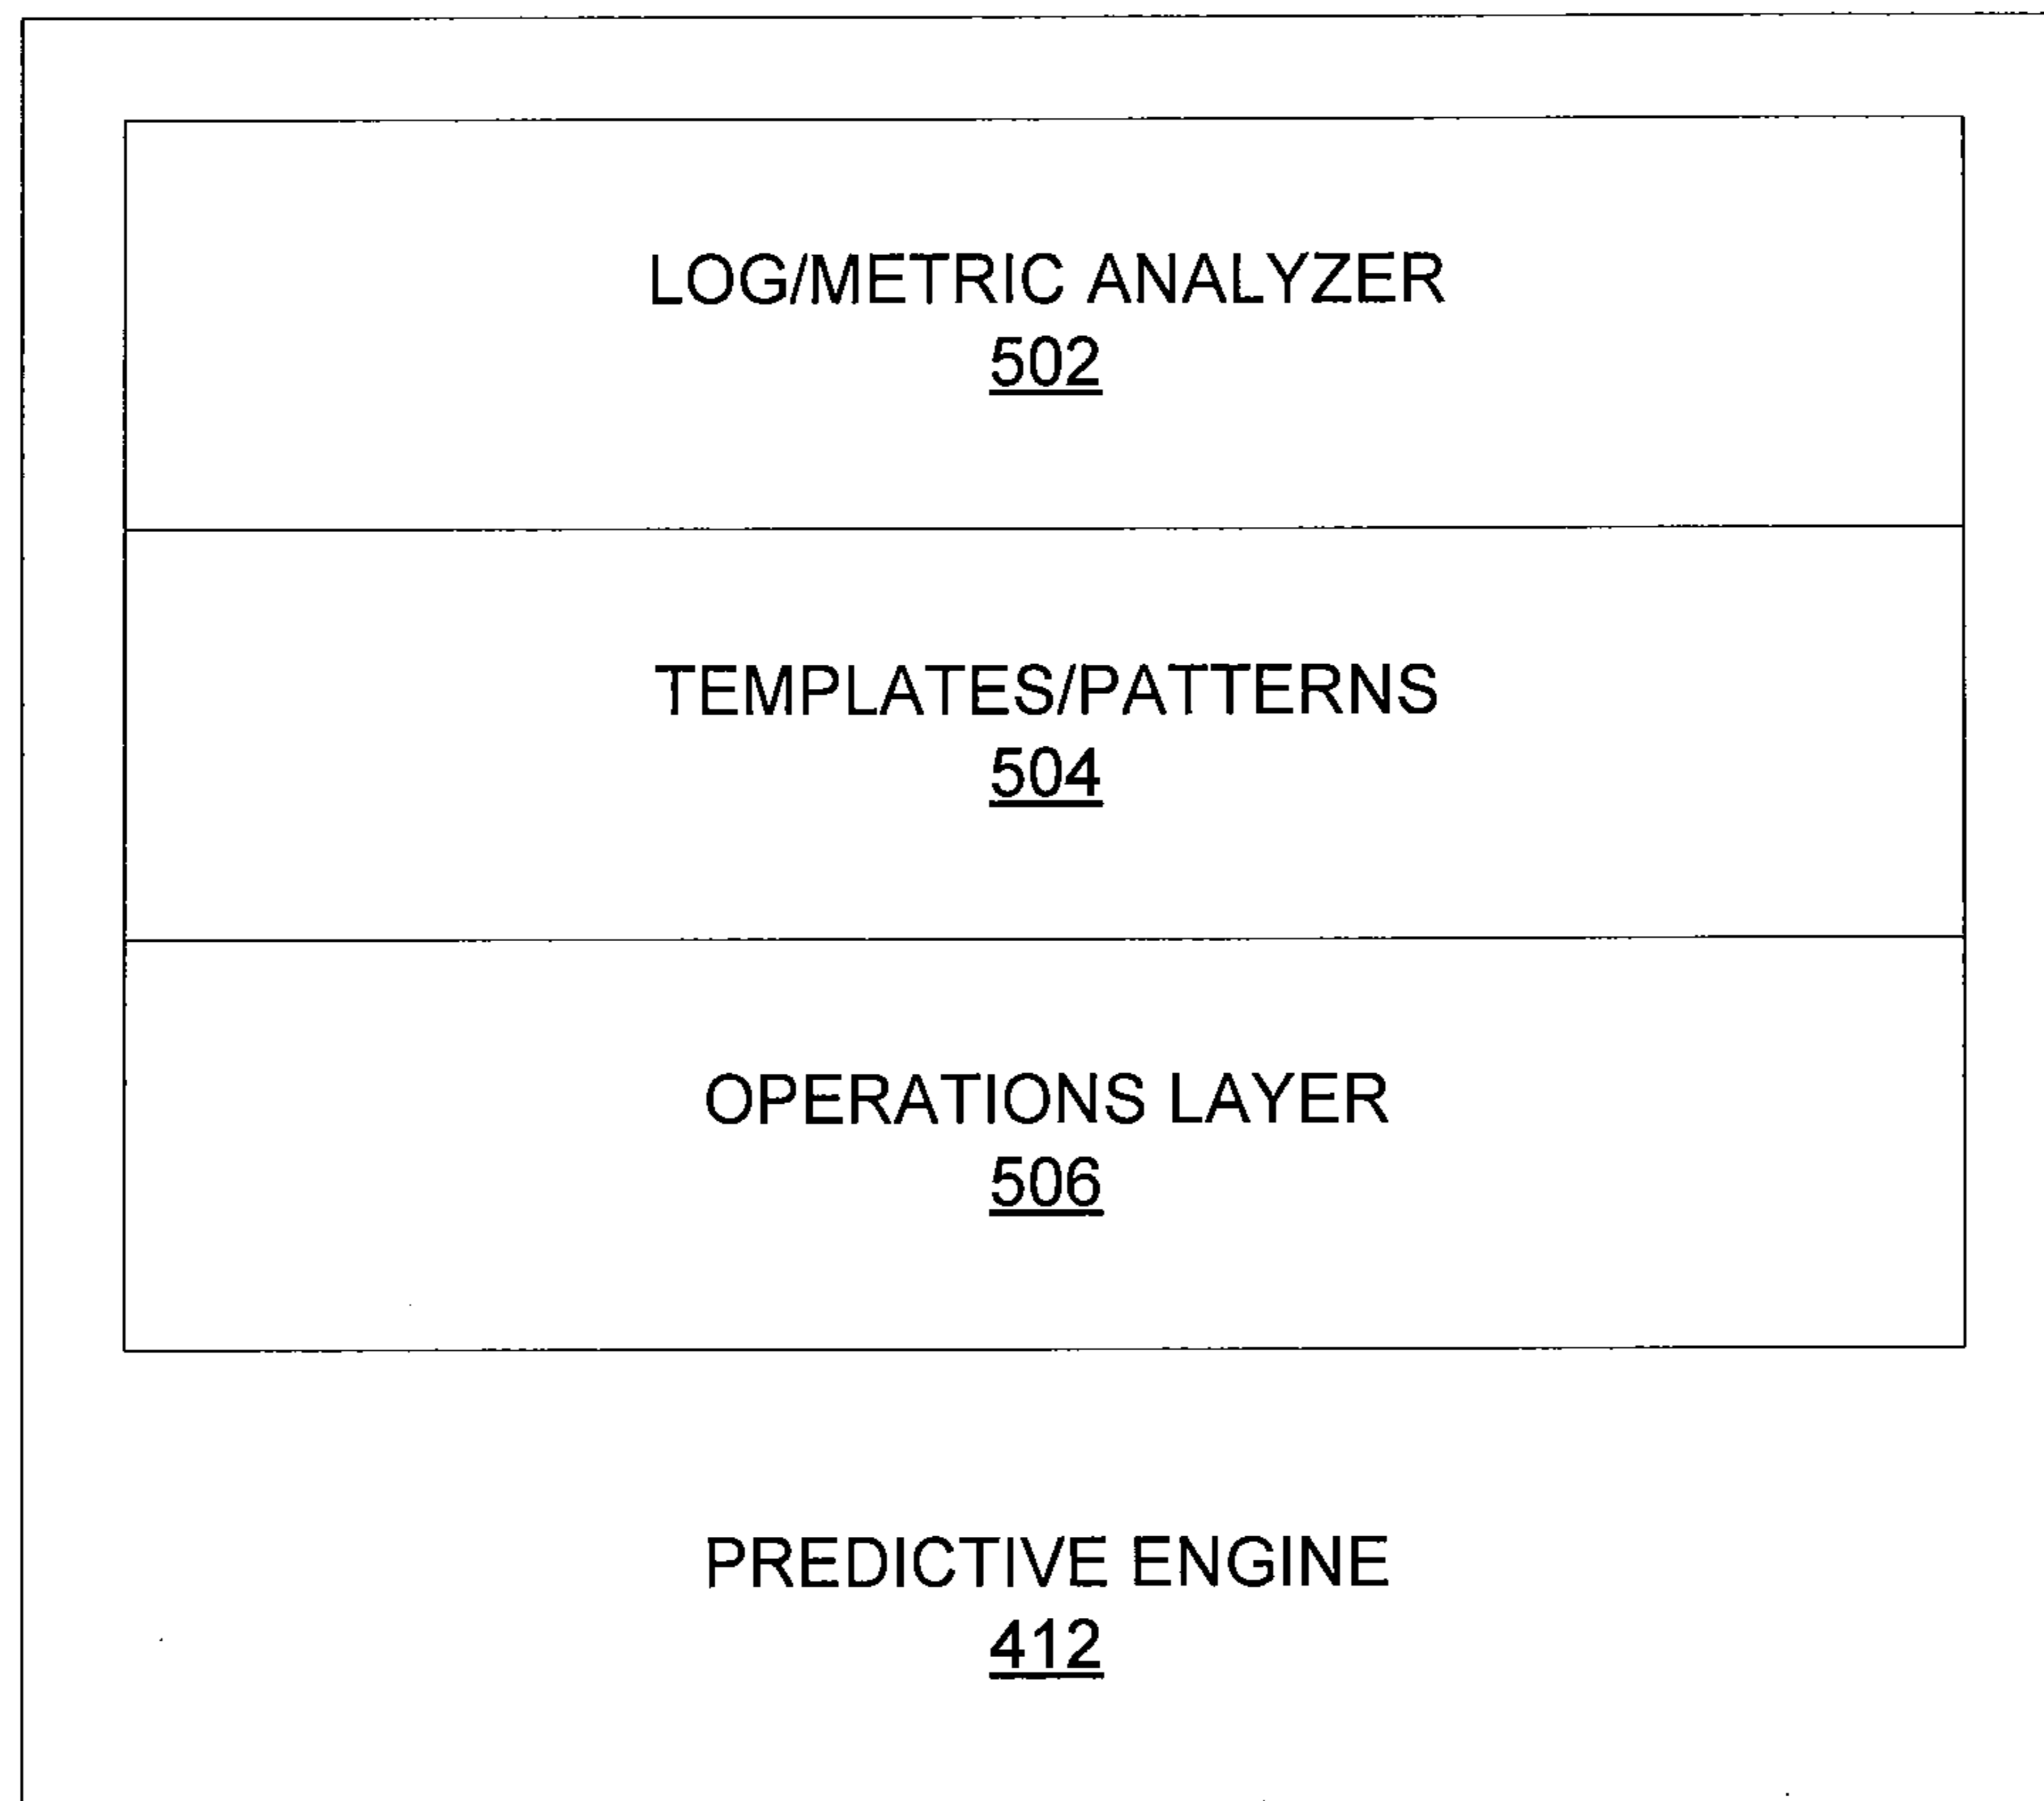 LOG/METRIC ANALYZER
502
TEMPLATES/PATTERNS
504
OPERATIONS LAYER
506
PREDICTIVE ENGINE
412